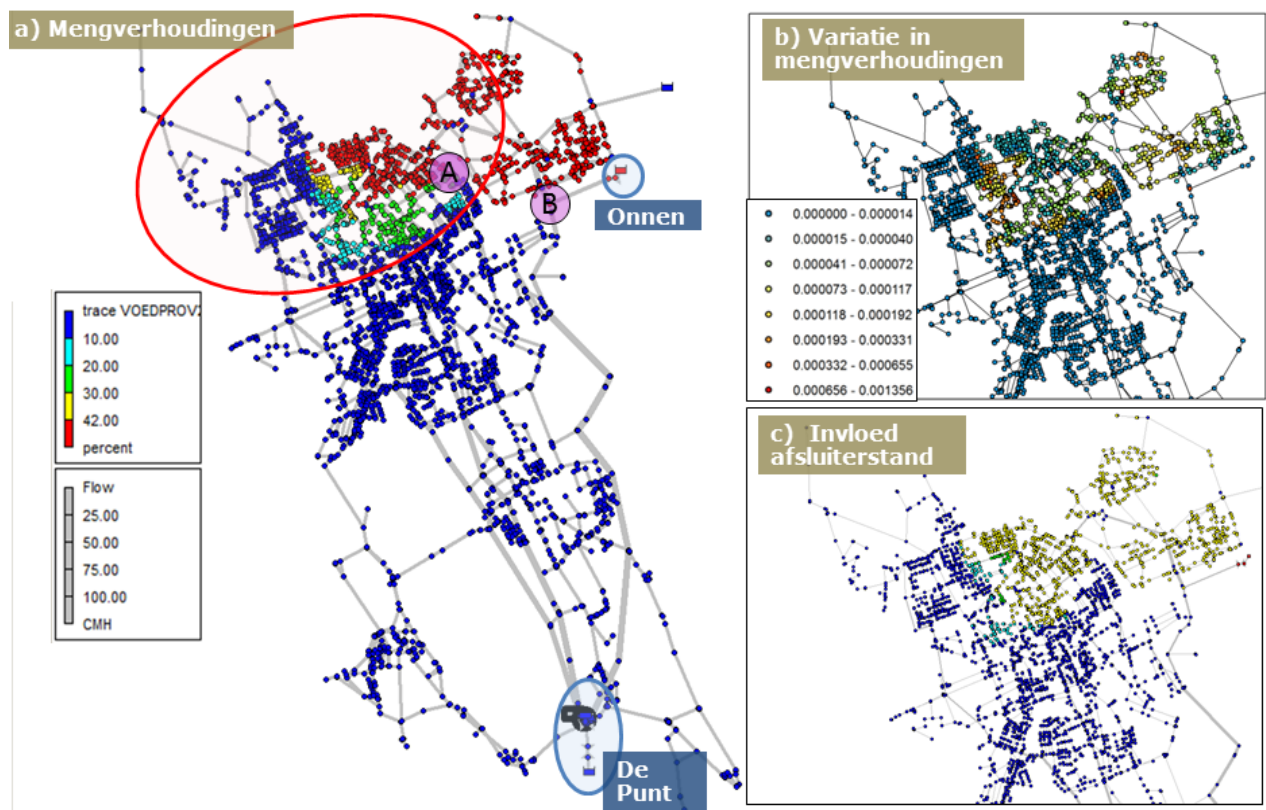 a) Mengverhoudingen
A
B
Onnen
De
Punt
trace VOEDPROV
10.00
20.00
30.00
42.00
percent
Flow
25.00
50.00
75.00
100.00
CMH
b) Variatie in
mengverhoudingen
0.000000 - 0.000014
0.000015 - 0.000040
0.000041 - 0.000072
0.000073 - 0.000117
0.000118 - 0.000192
0.000193 - 0.000331
0.000332 - 0.000655
0.000656 - 0.001356
c) Invloed
afsluiterstand